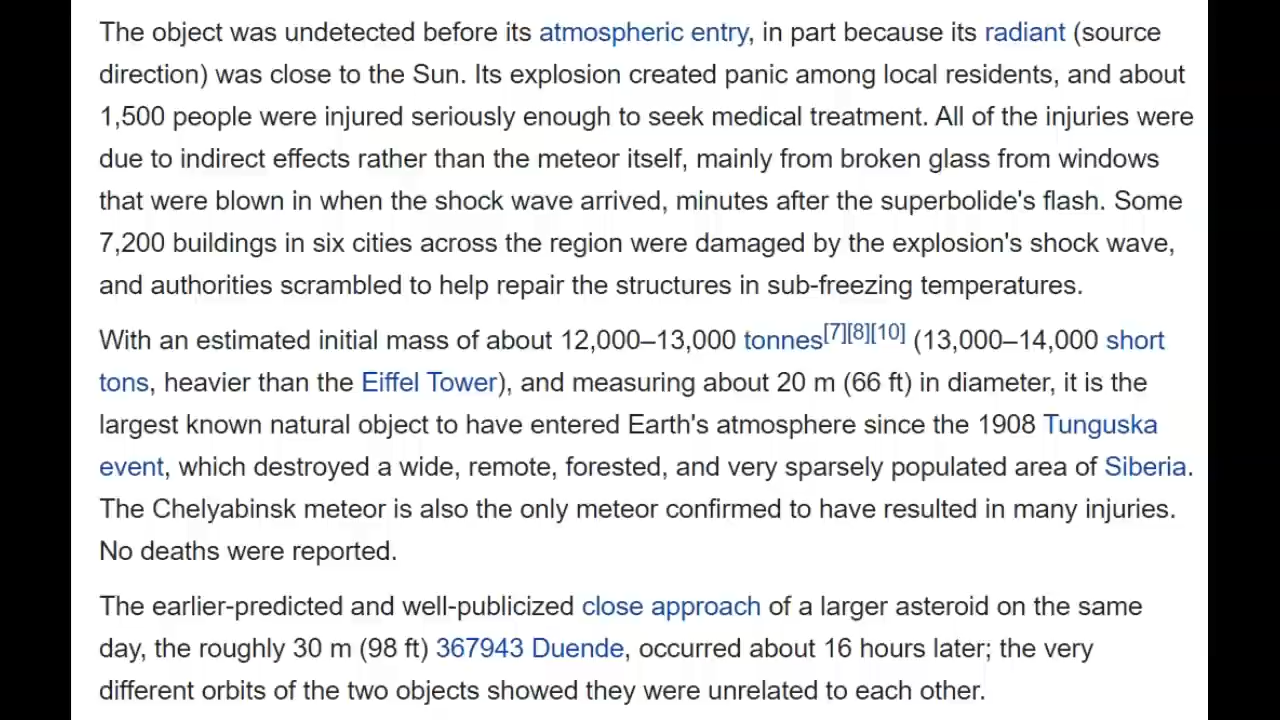 The object was undetected before its atmospheric entry, in part because its radiant (source
direction) was close to the Sun. Its explosion created panic among local residents, and about
1,500 people were injured seriously enough to seek medical treatment. All of the injuries were
due to indirect effects rather than the meteor itself, mainly from broken glass from windows
that were blown in when the shock wave arrived, minutes after the superbolide's flash. Some
7,200 buildings in six cities across the region were damaged by the explosion's shock wave,
and authorities scrambled to help repair the structures in sub-freezing temperatures.
With an estimated initial mass of about 12,000–13,000 tonnes[7][8][10] (13,000–14,000 short
tons, heavier than the Eiffel Tower), and measuring about 20 m (66 ft) in diameter, it is the
largest known natural object to have entered Earth's atmosphere since the 1908 Tunguska
event, which destroyed a wide, remote, forested, and very sparsely populated area of Siberia.
The Chelyabinsk meteor is also the only meteor confirmed to have resulted in many injuries.
No deaths were reported.
The earlier-predicted and well-publicized close approach of a larger asteroid on the same
day, the roughly 30 m (98 ft) 367943 Duende, occurred about 16 hours later; the very
different orbits of the two objects showed they were unrelated to each other.